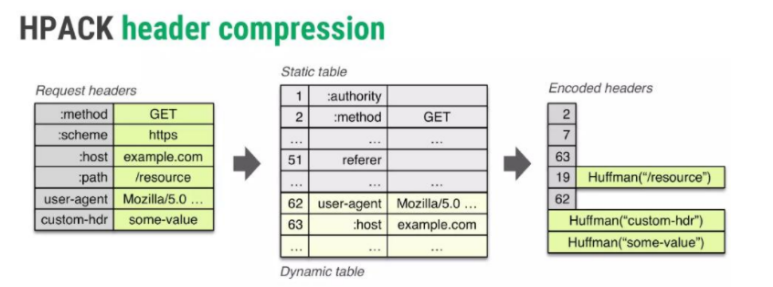 HPACK header compression
Request headers
:method GET
:scheme https
:host example.com
:path /resource
user-agent Mozilla/5.0 ...
custom-hdr some-value
Static table
1 :authority
2 :method GET
... ... ...
51 referer
... ... ...
62 user-agent Mozilla/5.0 ...
63 :host example.com
... ... ...
Dynamic table
Encoded headers
2
7
63
19 Huffman("/resource")
62
Huffman("custom-hdr")
Huffman("some-value")